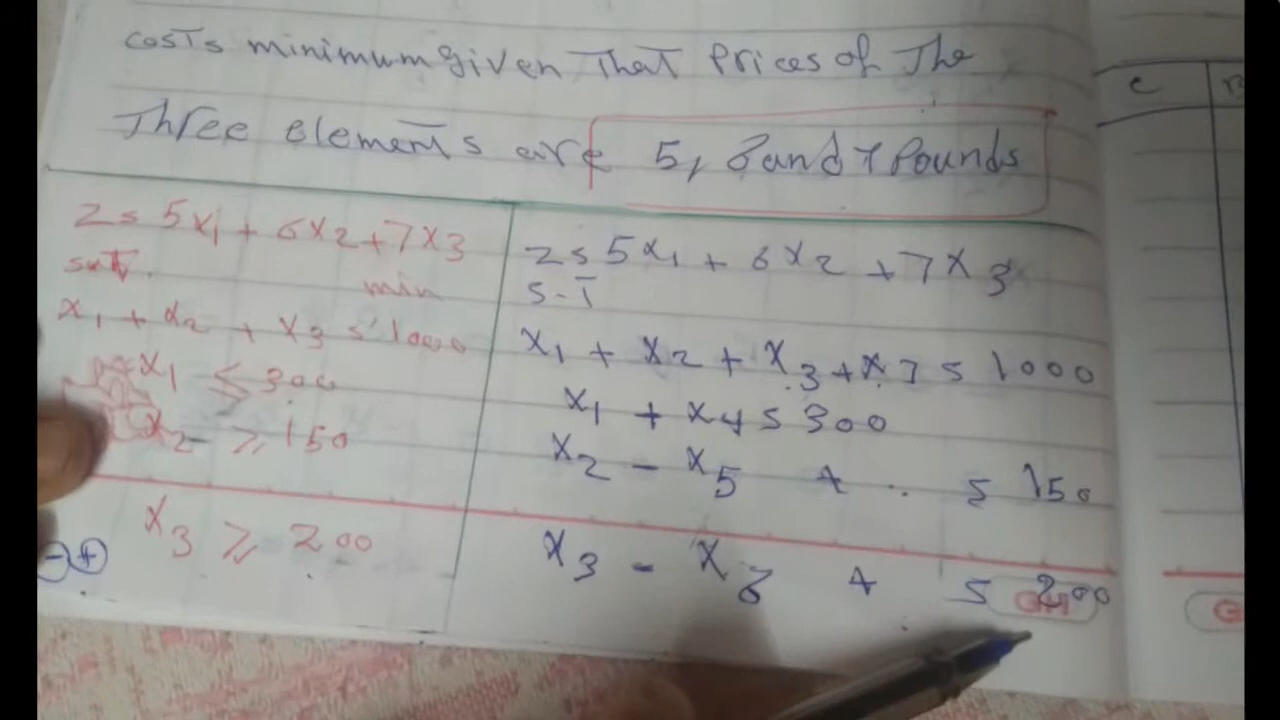 costs minimum given That Prices of The
Three elements are 5, 6 and 7 Pounds
Z = 5x1 + 6x2 + 7x3
min
x1 + x2 + x3 = 1000
x1 ≤ 300
x2 ≥ 150
x3 ≥ 200
- +
Z = 5x1 + 6x2 + 7x3
S-T
x1 + x2 + x3 + x7 = 1000
x1 + x4 = 300
x2 - x5 + .. = 150
x3 - x6 + = 200
C